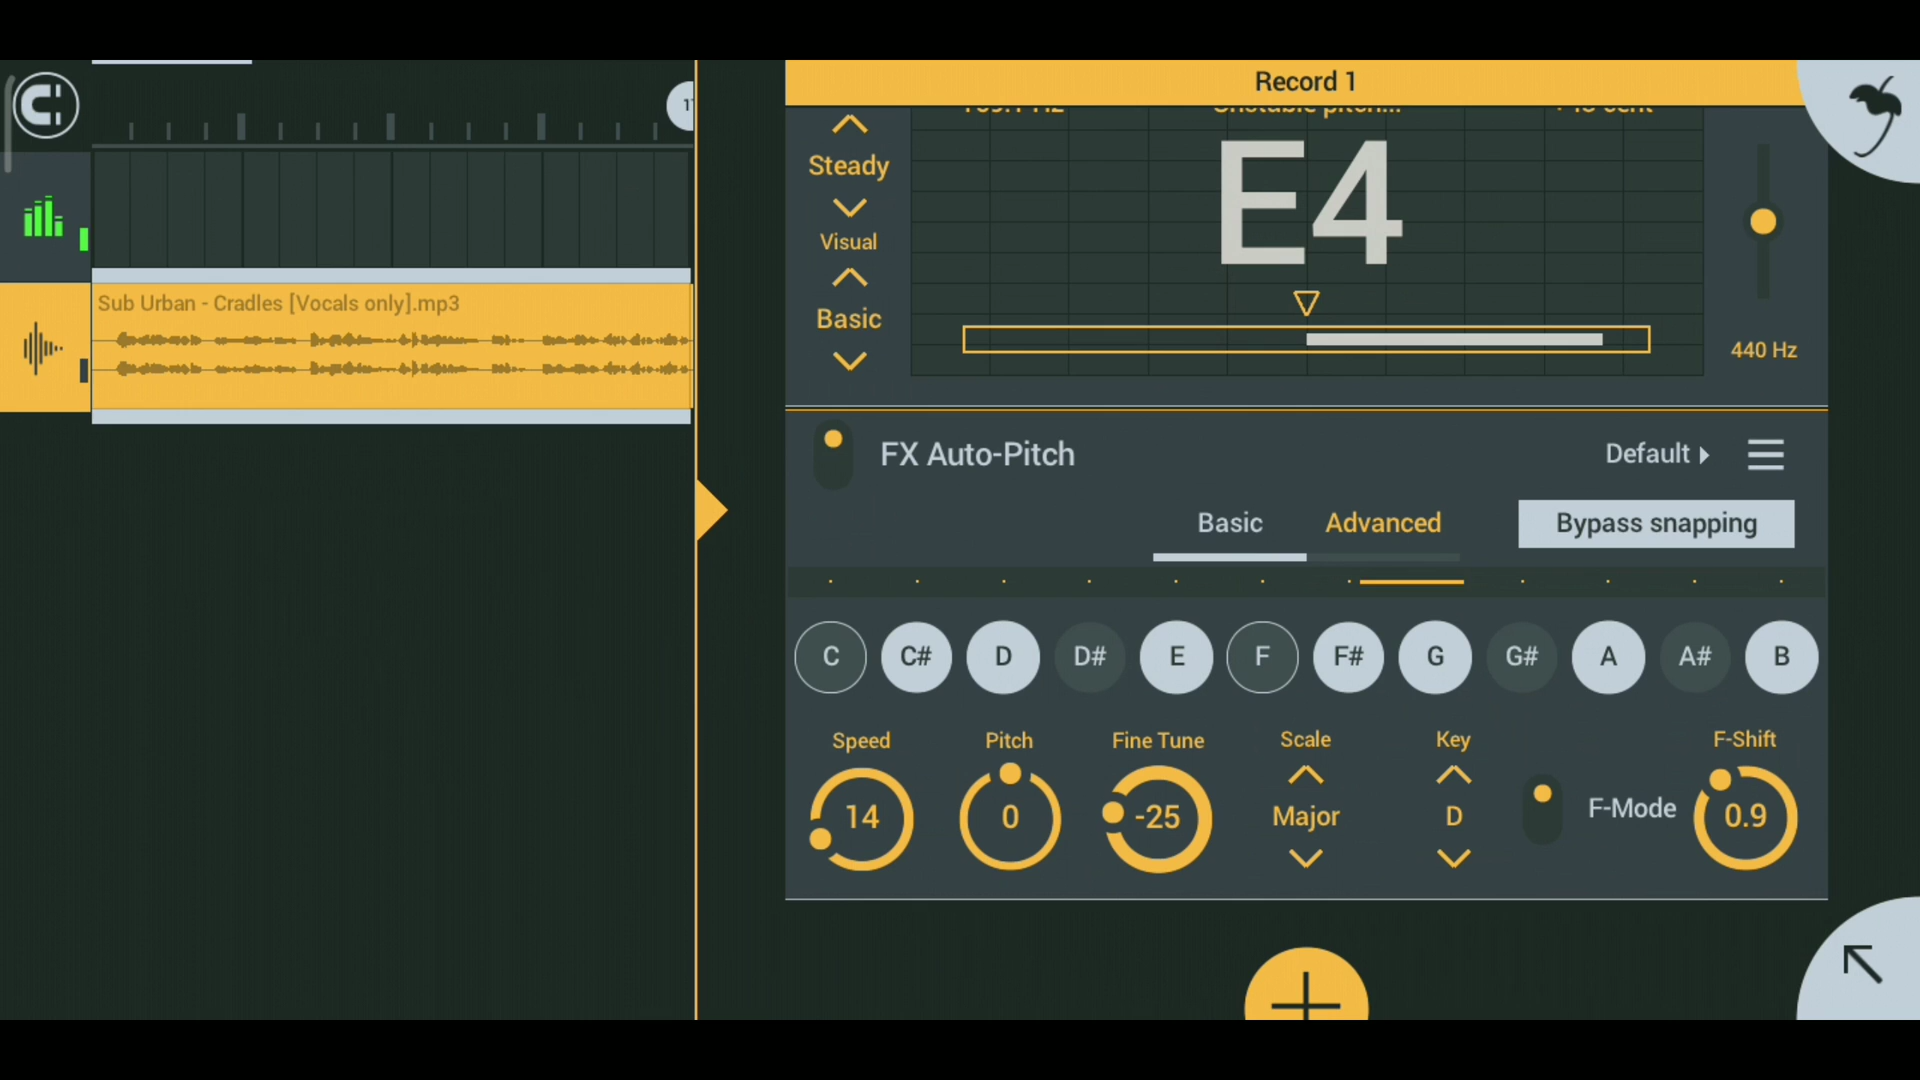 Record 1
Steady
Visual
Basic
E4
440 Hz
Sub Urban - Cradles [Vocals only].mp3
FX Auto-Pitch
Default
Basic
Advanced
Bypass snapping
C C# D D# E F F# G G# A A# B
Speed Pitch Fine Tune Scale Key F-Shift
14 0 -25 Major D F-Mode 0.9